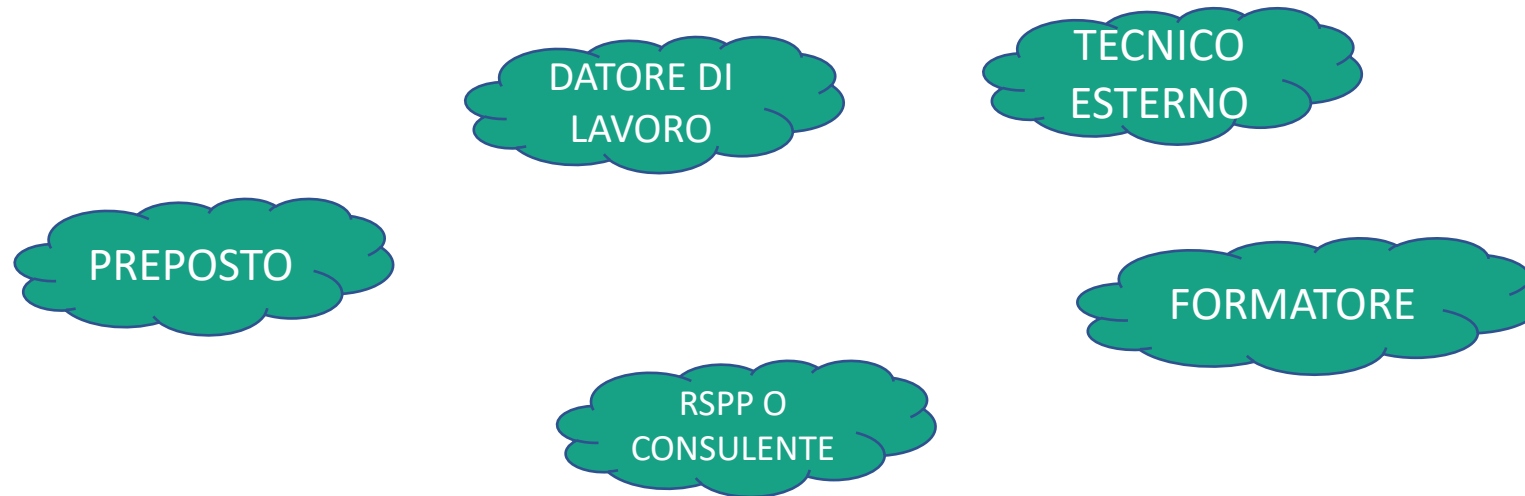 TECNICO
ESTERNO
DATORE DI
LAVORO
PREPOSTO
FORMATORE
RSPP O
CONSULENTE